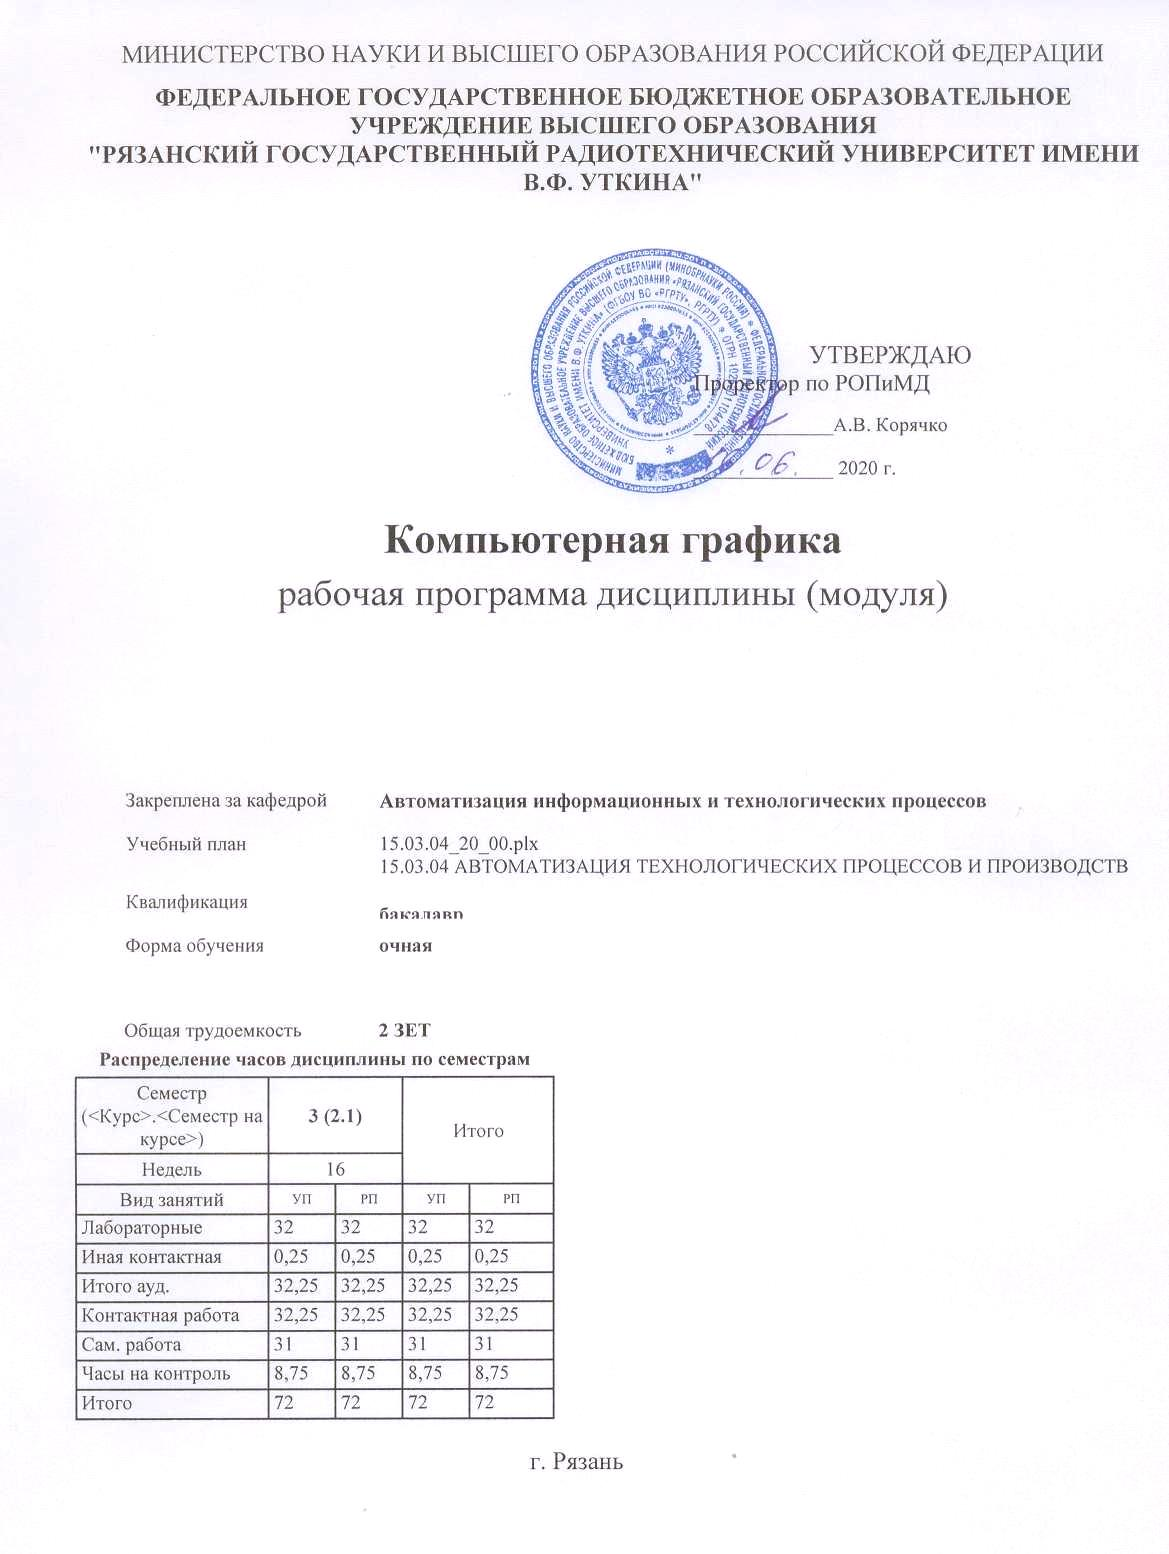 МИНИСТЕРСТВО НАУКИ И ВЫСШЕГО ОБРАЗОВАНИЯ РОССИЙСКОЙ ФЕДЕРАЦИИ
ФЕДЕРАЛЬНОЕ ГОСУДАРСТВЕННОЕ БЮДЖЕТНОЕ ОБРАЗОВАТЕЛЬНОЕ
УЧРЕЖДЕНИЕ ВЫСШЕГО ОБРАЗОВАНИЯ
"РЯЗАНСКИЙ ГОСУДАРСТВЕННЫЙ РАДИОТЕХНИЧЕСКИЙ УНИВЕРСИТЕТ ИМЕНИ
В.Ф. УТКИНА"
УТВЕРЖДАЮ
Проректор по РОПиМД
А.В. Корячко
.06. 2020 г.
Компьютерная графика
рабочая программа дисциплины (модуля)
Закреплена за кафедрой Автоматизация информационных и технологических процессов
Учебный план 15.03.04_20_00.plx
15.03.04 АВТОМАТИЗАЦИЯ ТЕХНОЛОГИЧЕСКИХ ПРОЦЕССОВ И ПРОИЗВОДСТВ
Квалификация бакалавр
Форма обучения очная
Общая трудоемкость 2 ЗЕТ
Распределение часов дисциплины по семестрам
Семестр
(<Курс>.<Семестр на
курсе>) 3 (2.1) Итого
Недель 16
Вид занятий УП РП УП РП
Лабораторные 32 32 32 32
Иная контактная 0,25 0,25 0,25 0,25
Итого ауд. 32,25 32,25 32,25 32,25
Контактная работа 32,25 32,25 32,25 32,25
Сам. работа 31 31 31 31
Часы на контроль 8,75 8,75 8,75 8,75
Итого 72 72 72 72
г. Рязань